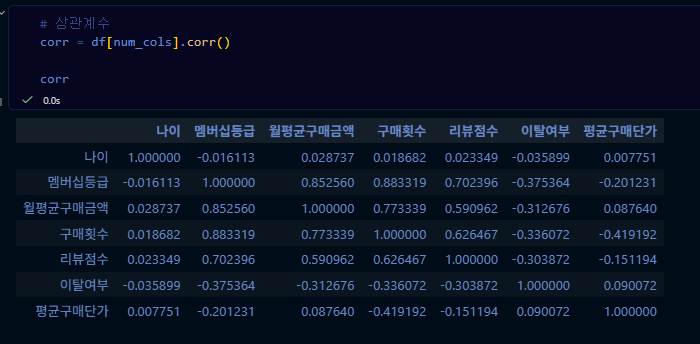 # 상관계수
corr = df[num_cols].corr()
corr
0.0s
나이 멤버십등급 월평균구매금액 구매횟수 리뷰점수 이탈여부 평균구매단가
나이 1.000000 -0.016113 0.028737 0.018682 0.023349 -0.035899 0.007751
멤버십등급 -0.016113 1.000000 0.852560 0.883319 0.702396 -0.375364 -0.201231
월평균구매금액 0.028737 0.852560 1.000000 0.773339 0.590962 -0.312676 0.087640
구매횟수 0.018682 0.883319 0.773339 1.000000 0.626467 -0.336072 -0.419192
리뷰점수 0.023349 0.702396 0.590962 0.626467 1.000000 -0.303872 -0.151194
이탈여부 -0.035899 -0.375364 -0.312676 -0.336072 -0.303872 1.000000 0.090072
평균구매단가 0.007751 -0.201231 0.087640 -0.419192 -0.151194 0.090072 1.000000